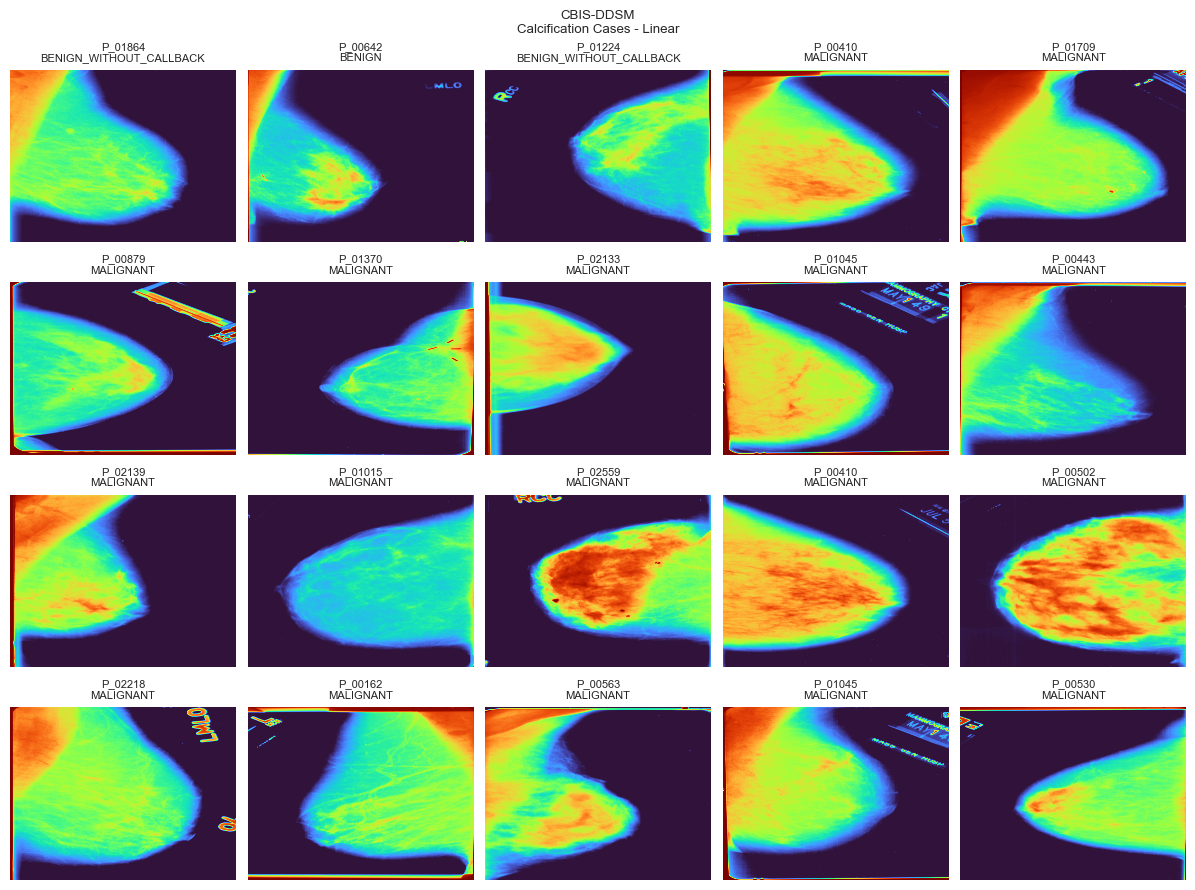 CBIS-DDSM
Calcification Cases - Linear
P_01864
BENIGN_WITHOUT_CALLBACK
P_00642
BENIGN
P_01224
BENIGN_WITHOUT_CALLBACK
P_00410
MALIGNANT
P_01709
MALIGNANT
LMLO
RCC
P_00879
MALIGNANT
P_01370
MALIGNANT
P_02133
MALIGNANT
P_01045
MALIGNANT
P_00443
MALIGNANT
P_02139
MALIGNANT
P_01015
MALIGNANT
P_02559
MALIGNANT
P_00410
MALIGNANT
P_00502
MALIGNANT
RCC
P_02218
MALIGNANT
P_00162
MALIGNANT
P_00563
MALIGNANT
P_01045
MALIGNANT
P_00530
MALIGNANT
LMLO